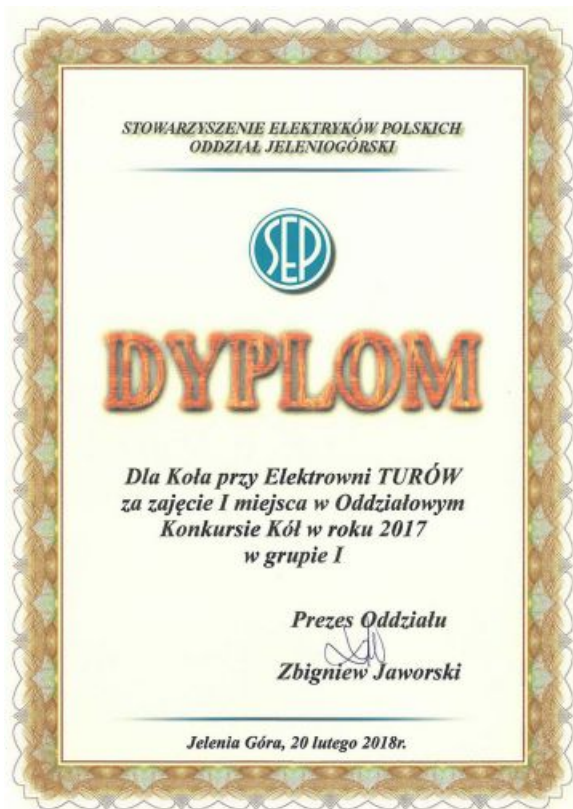 STOWARZYSZENIE ELEKTRYKÓW POLSKICH
ODDZIAŁ JELENIOGÓRSKI
SEP
DYPLOM
Dla Koła przy Elektrowni TURÓW
za zajęcie I miejsca w Oddziałowym
Konkursie Kół w roku 2017
w grupie I
Prezes Oddziału
Zbigniew Jaworski
Jelenia Góra, 20 lutego 2018r.